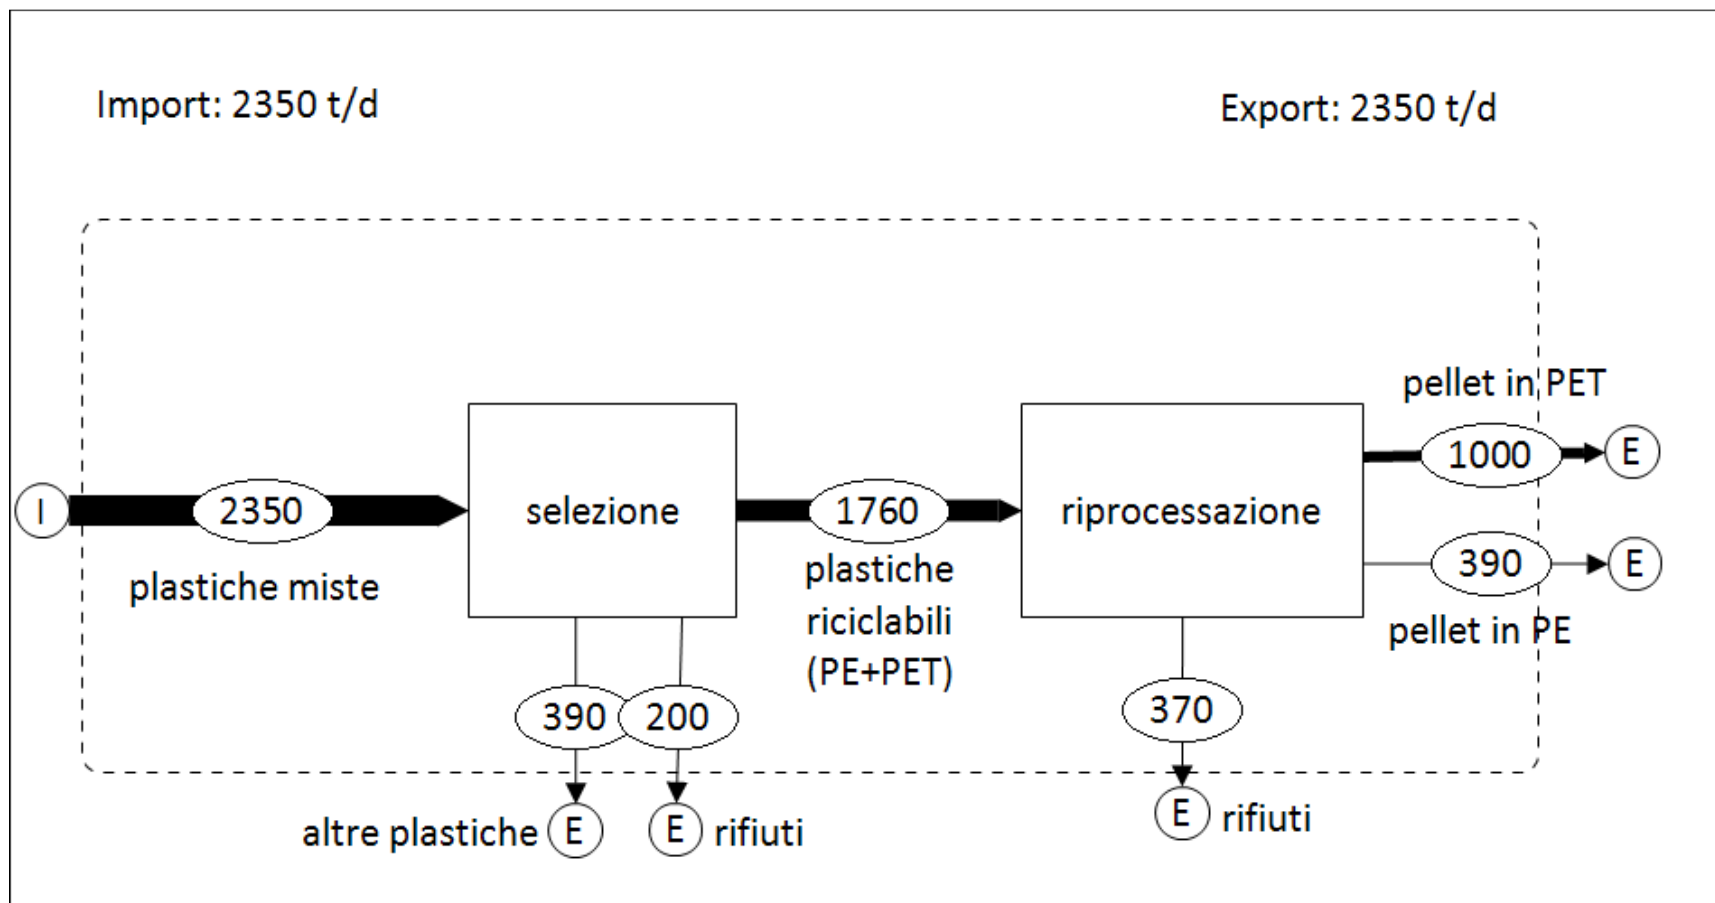 Import: 2350 t/d
Export: 2350 t/d
pellet in PET
1000
E
I
2350
selezione
1760
riprocessazione
plastiche miste
plastiche
riciclabili
(PE+PET)
390
E
pellet in PE
390
200
370
altre plastiche
E
E
rifiuti
E
rifiuti